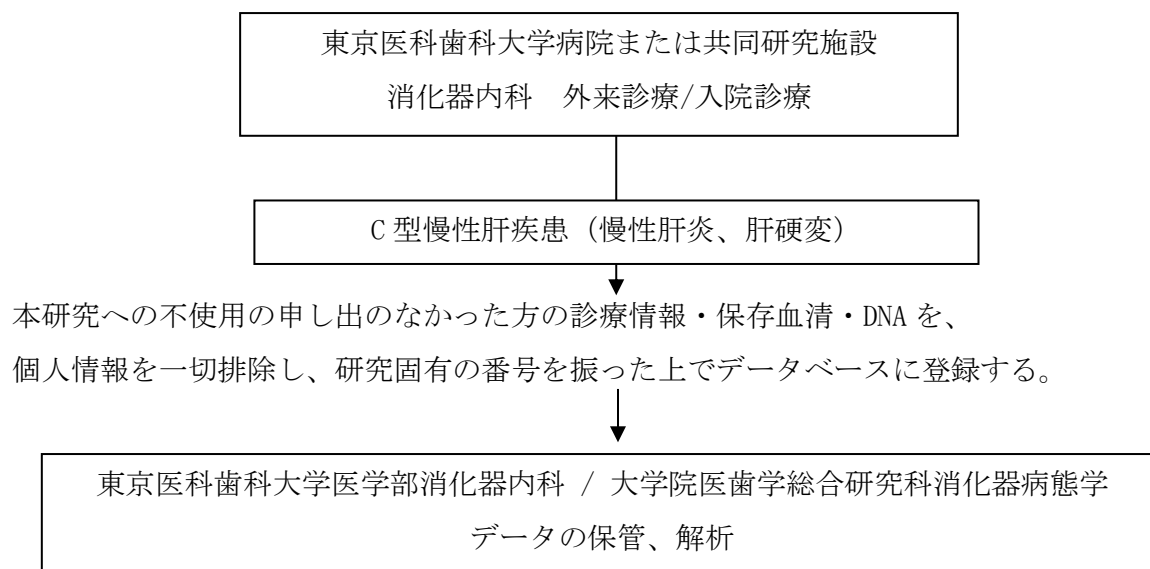 東京医科歯科大学病院または共同研究施設
消化器内科　外来診療/入院診療
C型慢性肝疾患（慢性肝炎、肝硬変）
本研究への不使用の申し出のなかった方の診療情報・保存血清・DNAを、
個人情報を一切排除し、研究固有の番号を振った上でデータベースに登録する。
東京医科歯科大学医学部消化器内科 / 大学院医歯学総合研究科消化器病態学
データの保管、解析